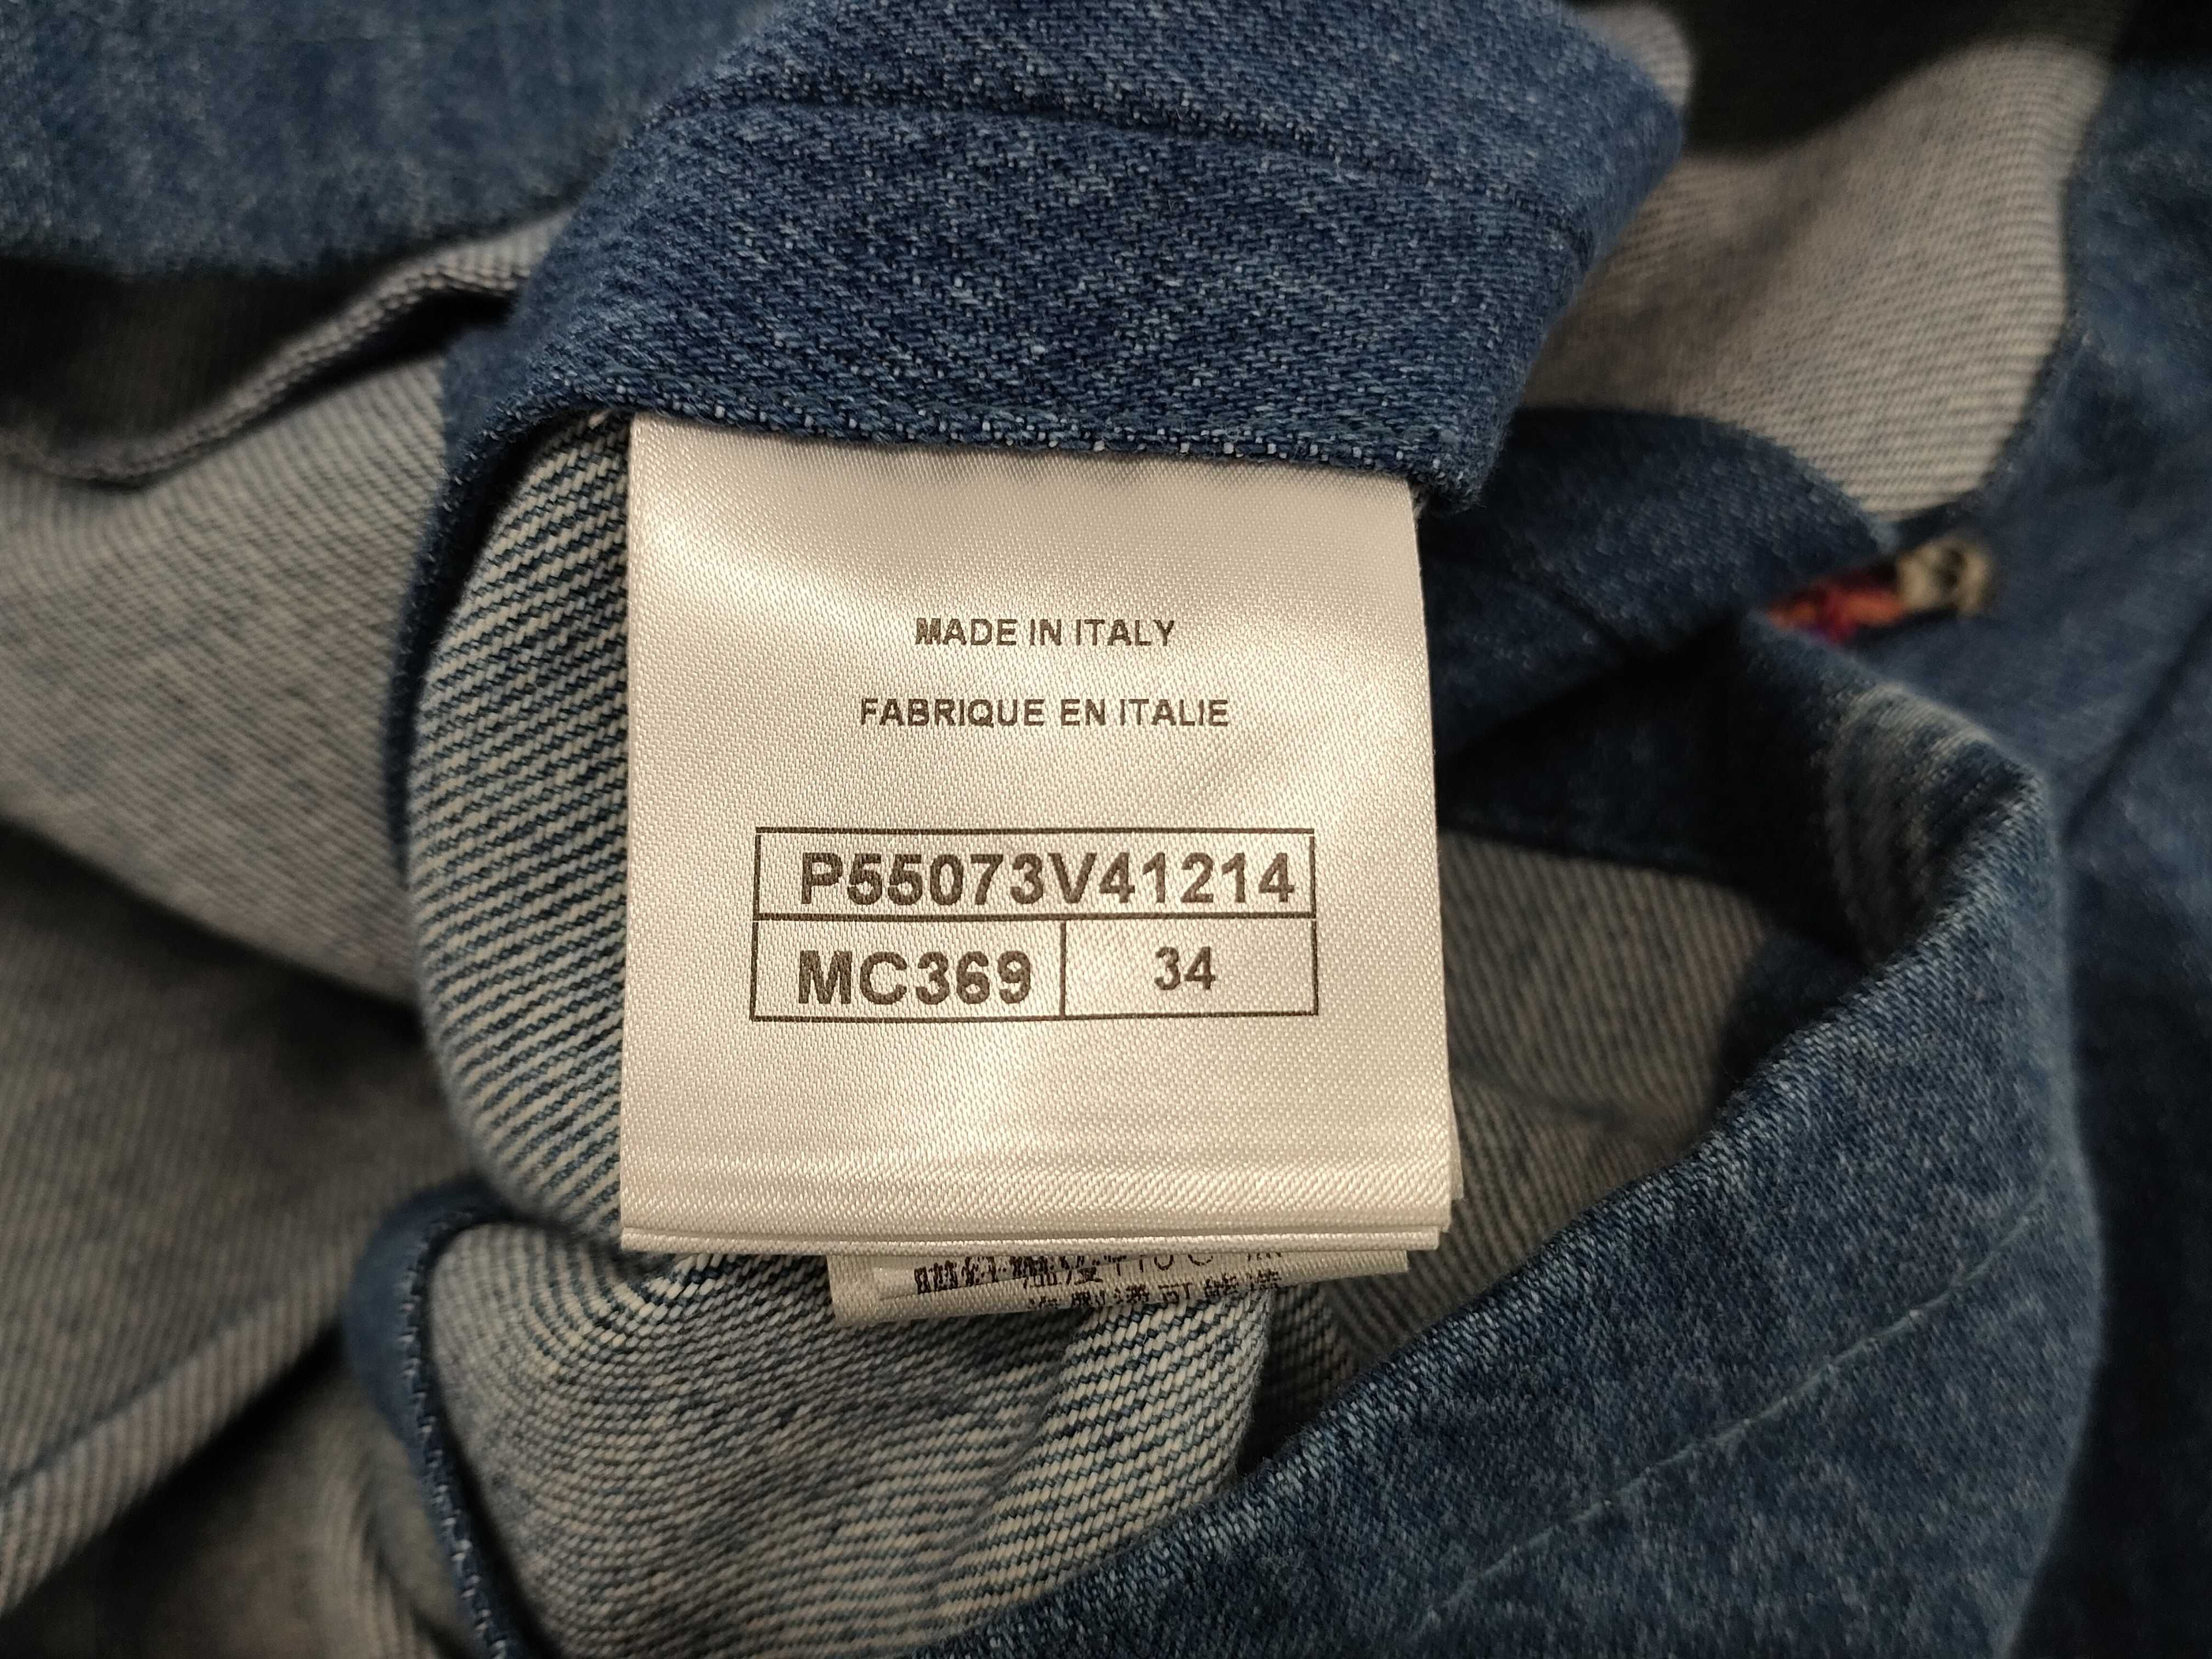 MADE IN ITALY
FABRIQUE EN ITALIE
P55073V41214
MC369 34